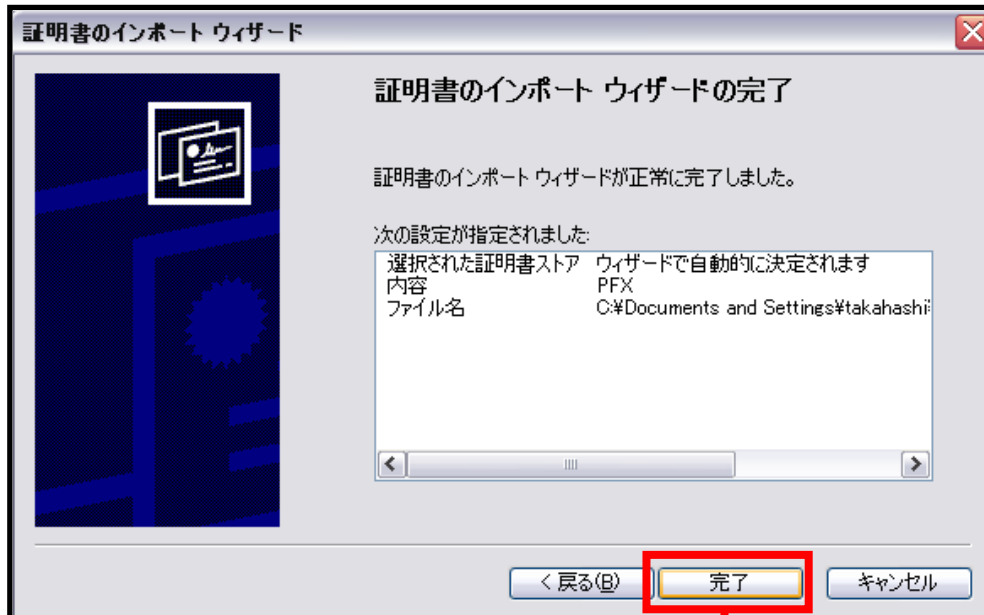 証明書のインポート ウィザード
証明書のインポート ウィザードの完了
証明書のインポート ウィザードが正常に完了しました。
次の設定が指定されました:
選択された証明書ストア ウィザードで自動的に決定されます
内容 PFX
ファイル名 C:¥Documents and Settings¥takahashi¥
< 戻る(B) 完了 キャンセル